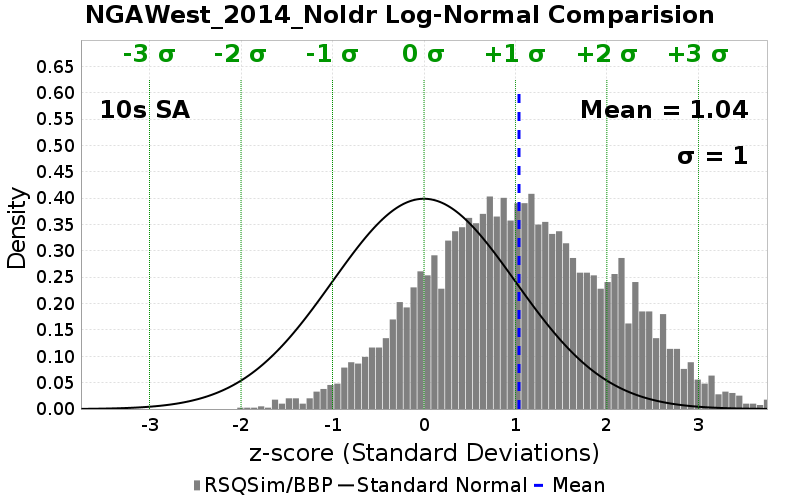 NGAWest_2014_NoIdr Log-Normal Comparision
-3 σ -2 σ -1 σ 0 σ +1 σ +2 σ +3 σ
10s SA
Mean = 1.04
σ = 1
Density
0.65
0.60
0.55
0.50
0.45
0.40
0.35
0.30
0.25
0.20
0.15
0.10
0.05
0.00
-3 -2 -1 0 1 2 3
z-score (Standard Deviations)
RSQSim/BBP Standard Normal Mean